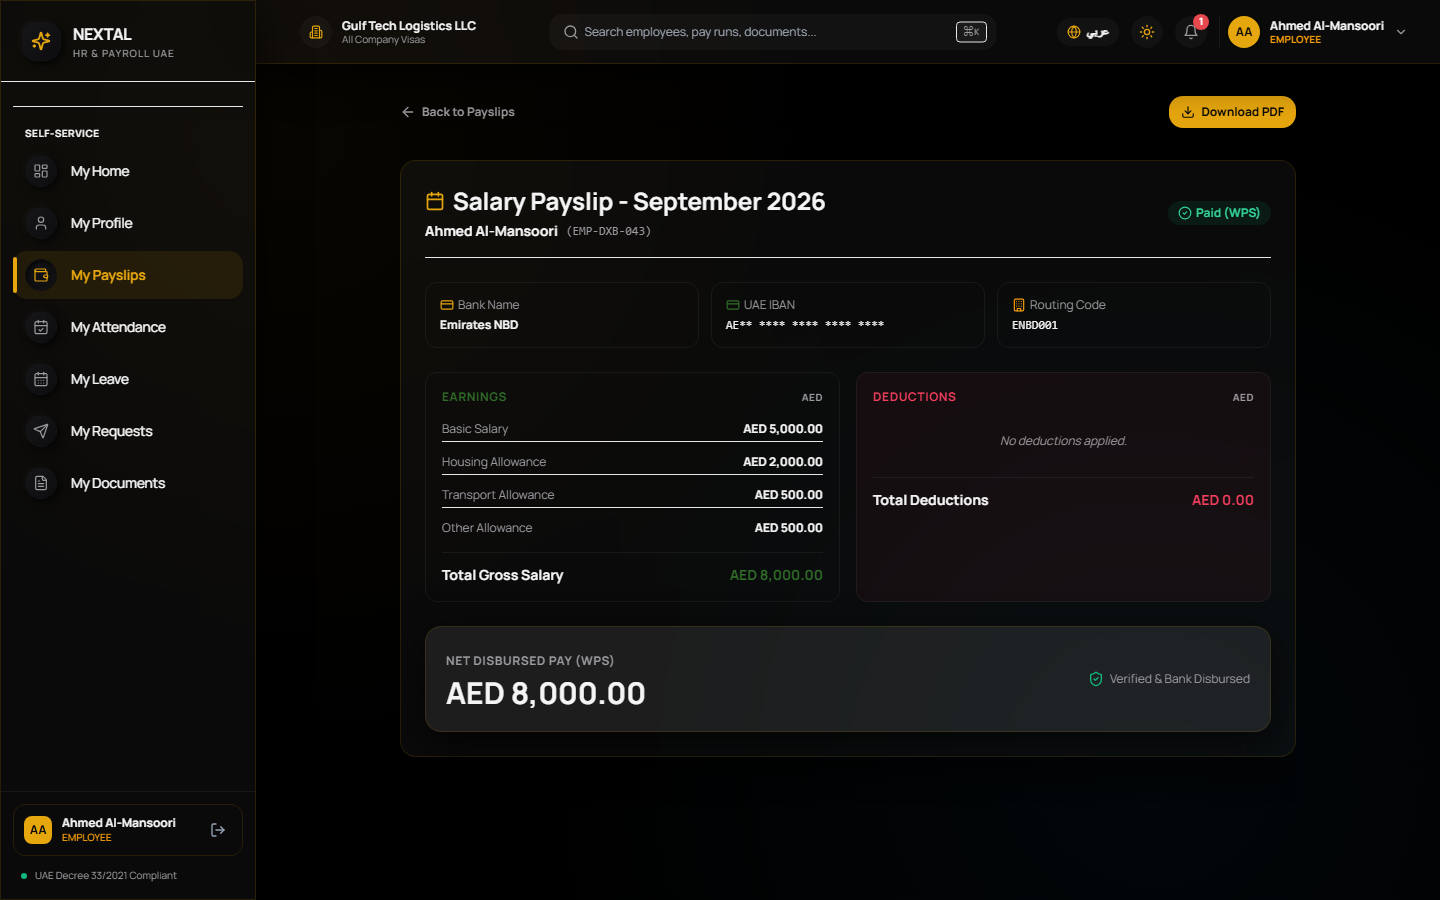 NEXTAL
HR & PAYROLL UAE
Gulf Tech Logistics LLC
All Company Visas
Search employees, pay runs, documents...
⌘K
عربي
1
AA
Ahmed Al-Mansoori
EMPLOYEE
SELF-SERVICE
My Home
My Profile
My Payslips
My Attendance
My Leave
My Requests
My Documents
AA
Ahmed Al-Mansoori
EMPLOYEE
UAE Decree 33/2021 Compliant
Back to Payslips
Download PDF
Salary Payslip - September 2026
Ahmed Al-Mansoori (EMP-DXB-043)
Paid (WPS)
Bank Name
Emirates NBD
UAE IBAN
AE** **** **** **** ****
Routing Code
ENBD001
EARNINGS AED
Basic Salary AED 5,000.00
Housing Allowance AED 2,000.00
Transport Allowance AED 500.00
Other Allowance AED 500.00
Total Gross Salary AED 8,000.00
DEDUCTIONS AED
No deductions applied.
Total Deductions AED 0.00
NET DISBURSED PAY (WPS)
AED 8,000.00
Verified & Bank Disbursed